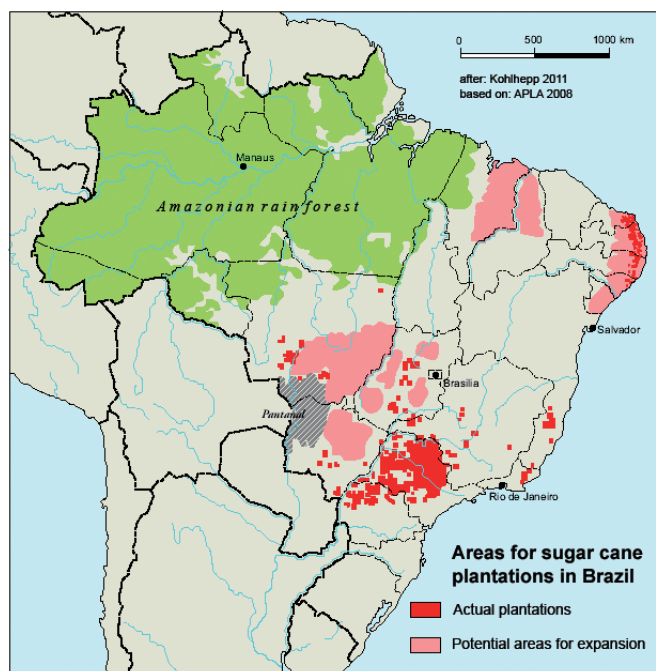 0 500 1000 km
after: Kohlhepp 2011
based on: APLA 2008
Manaus
Amazonian rain forest
Salvador
Brasilia
Pantanal
Rio de Janeiro
Areas for sugar cane
plantations in Brazil
Actual plantations
Potential areas for expansion